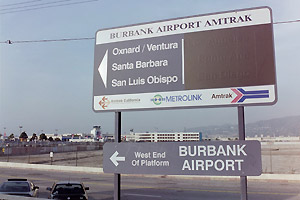 BURBANK AIRPORT AMTRAK
Oxnard / Ventura
Santa Barbara
San Luis Obispo
METROLINK
Amtrak
West End
of Platform
BURBANK
AIRPORT